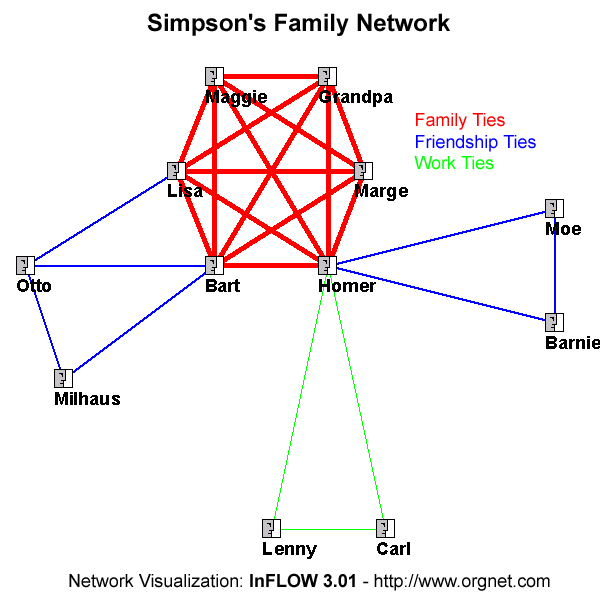 Simpson's Family Network
Maggie
Grandpa
Family Ties
Friendship Ties
Work Ties
Lisa
Marge
Moe
Otto
Bart
Homer
Barnie
Milhaus
Lenny
Carl
Network Visualization: InFLOW 3.01 - http://www.orgnet.com